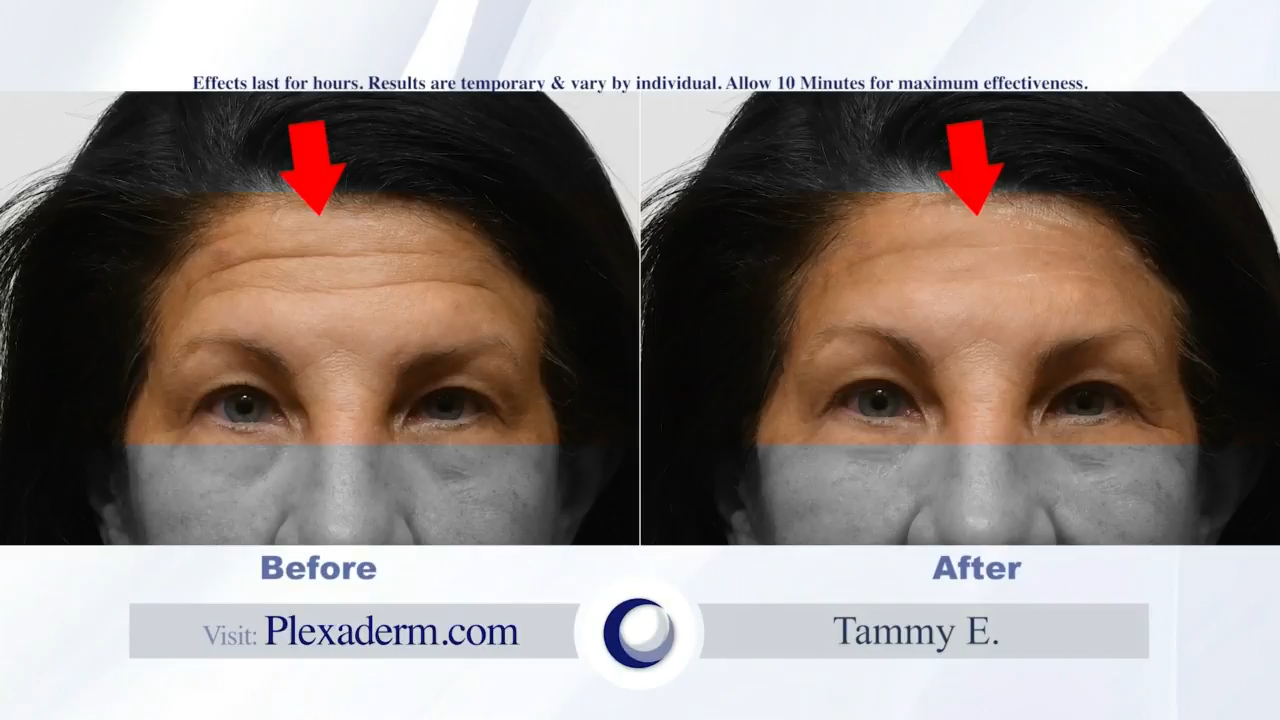 Effects last for hours. Results are temporary & vary by individual. Allow 10 Minutes for maximum effectiveness.
Before
After
Visit: Plexaderm.com
Tammy E.